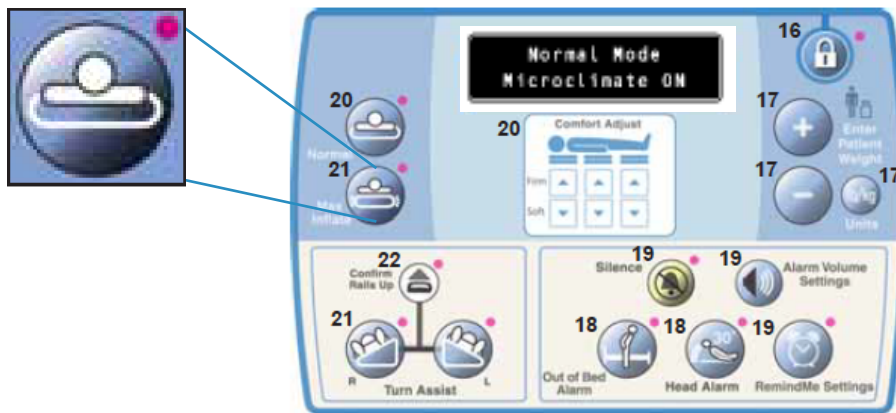 Normal Mode
Microclimate ON
16
20
Normal
21
Max
Inflate
20
Comfort Adjust
Firm
Soft
17
17
Enter
Patient
Weight
17
Units
22
Confirm
Rails Up
21
R
L
Turn Assist
Silence
19
19
Alarm Volume
Settings
18
Out of Bed
Alarm
18
30°
Head Alarm
19
RemindMe Settings